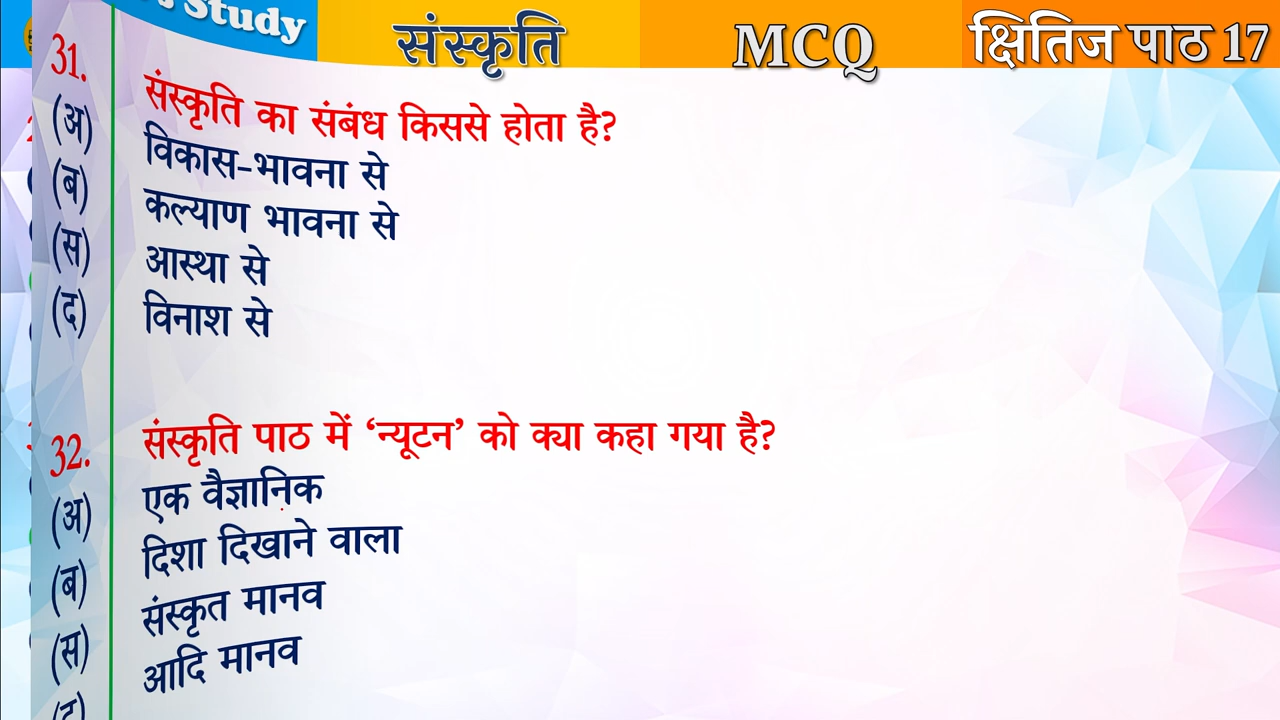 Study
संस्कृति
MCQ
क्षितिज पाठ 17
31. संस्कृति का संबंध किससे होता है?
(अ) विकास-भावना से
(ब) कल्याण भावना से
(स) आस्था से
(द) विनाश से
32. संस्कृति पाठ में ‘न्यूटन’ को क्या कहा गया है?
(अ) एक वैज्ञानिक
(ब) दिशा दिखाने वाला
(स) संस्कृत मानव
(द) आदि मानव